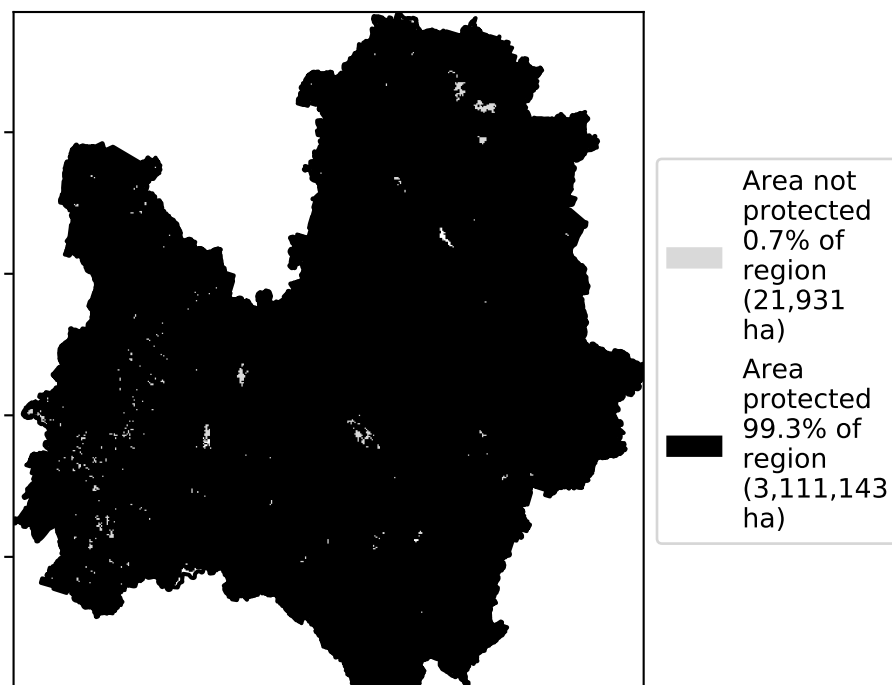 Area not
protected
0.7% of
region
(21,931
ha)
Area
protected
99.3% of
region
(3,111,143
ha)